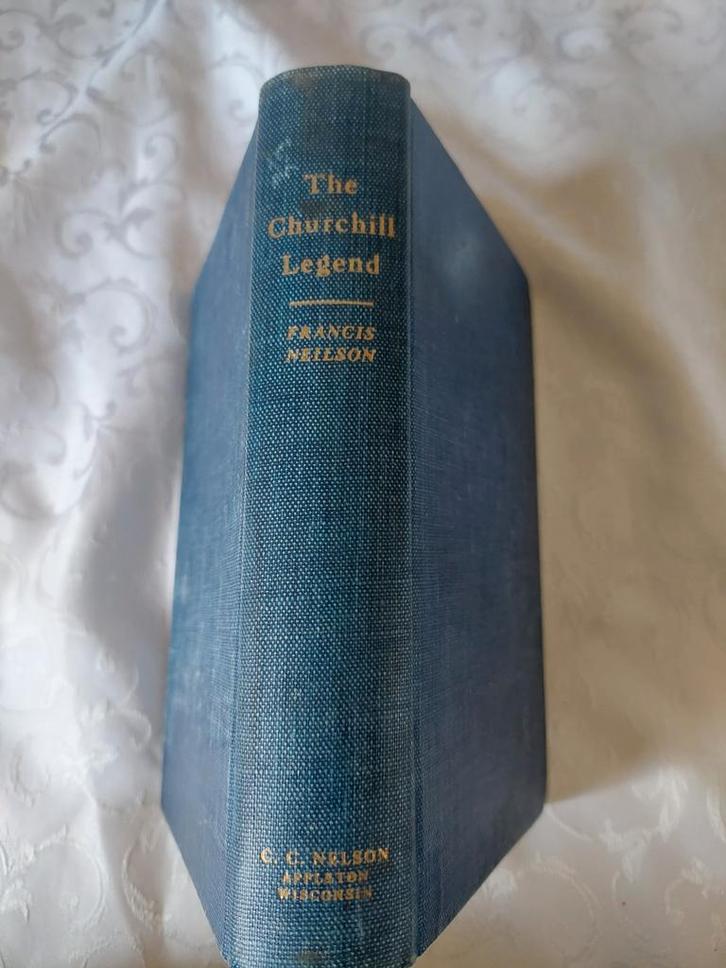 The
Churchill
Legend
FRANCIS
NEILSON
C. C. NELSON
APPLETON
WISCONSIN